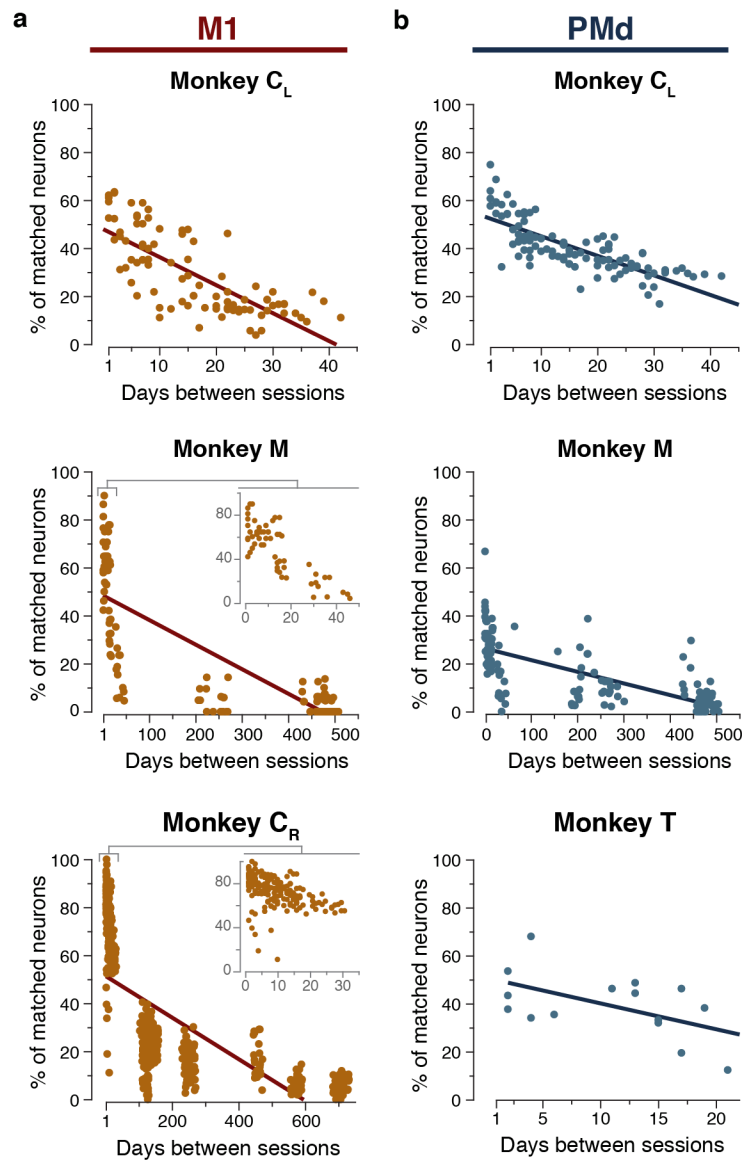 a
M1
Monkey CL
100
80
60
40
20
0
% of matched neurons
1 10 20 30 40
Days between sessions
Monkey M
100
80
60
40
20
0
% of matched neurons
80
40
0
0 20 40
1 100 200 300 400 500
Days between sessions
Monkey CR
100
80
60
40
20
0
% of matched neurons
80
40
0
0 10 20 30
1 200 400 600
Days between sessions
b
PMd
Monkey CL
100
80
60
40
20
0
% of matched neurons
1 10 20 30 40
Days between sessions
Monkey M
100
80
60
40
20
0
% of matched neurons
0 100 200 300 400 500
Days between sessions
Monkey T
100
80
60
40
20
0
% of matched neurons
1 5 10 15 20
Days between sessions